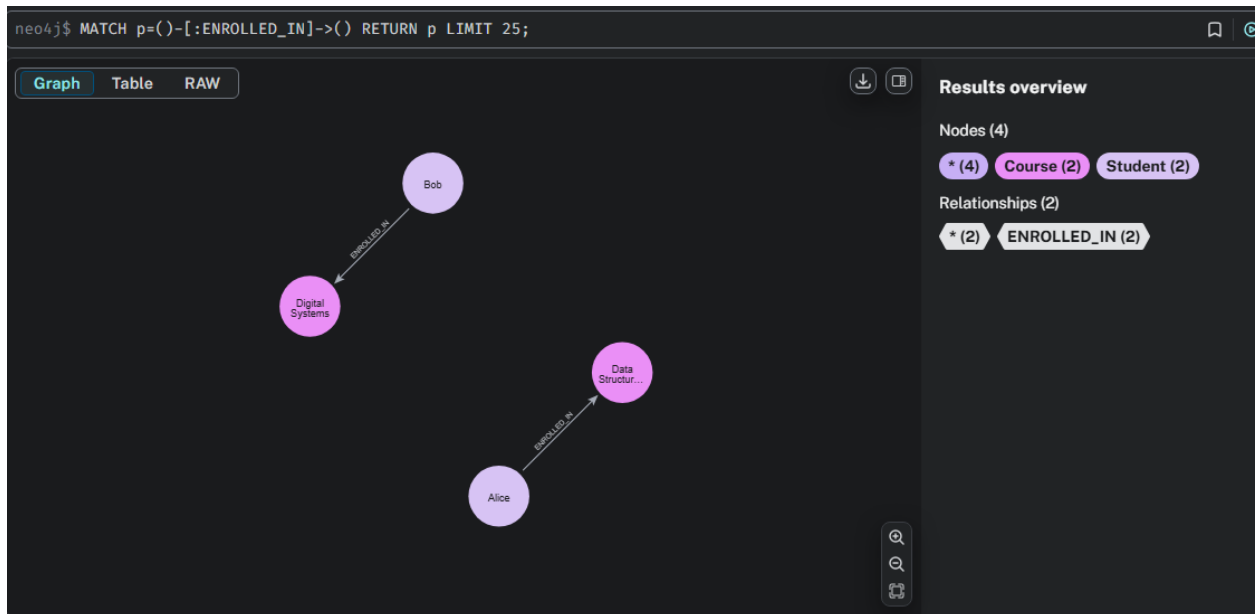 neo4j$ MATCH p=()-[:ENROLLED_IN]->() RETURN p LIMIT 25;
Graph Table RAW
Bob
ENROLLED_IN
Digital
Systems
Data
Structur...
ENROLLED_IN
Alice
Results overview
Nodes (4)
* (4) Course (2) Student (2)
Relationships (2)
* (2) ENROLLED_IN (2)